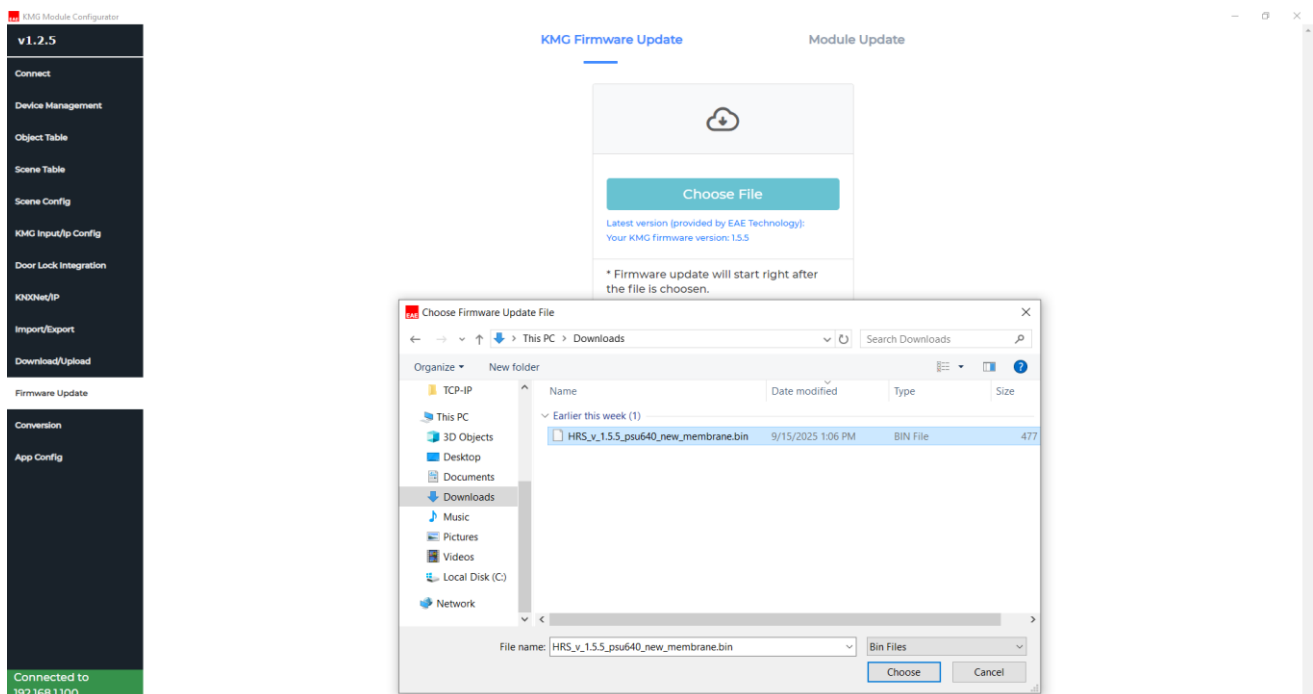 EAE KMG Module Configurator
v1.2.5
Connect
Device Management
Object Table
Scene Table
Scene Config
KMG Input/Ip Config
Door Lock Integration
KNXNet/IP
Import/Export
Download/Upload
Firmware Update
Conversion
App Config
Connected to
192.168.1.100
KMG Firmware Update
Module Update
Choose File
Latest version (provided by EAE Technology):
Your KMG firmware version: 1.5.5
* Firmware update will start right after
the file is choosen.
EAE Choose Firmware Update File
> This PC > Downloads
Search Downloads
Organize
New folder
TCP-IP
This PC
3D Objects
Desktop
Documents
Downloads
Music
Pictures
Videos
Local Disk (C:)
Network
Name Date modified Type Size
Earlier this week (1)
HRS_v_1.5.5_psu640_new_membrane.bin 9/15/2025 1:06 PM BIN File 477
File name: HRS_v_1.5.5_psu640_new_membrane.bin
Bin Files
Choose
Cancel